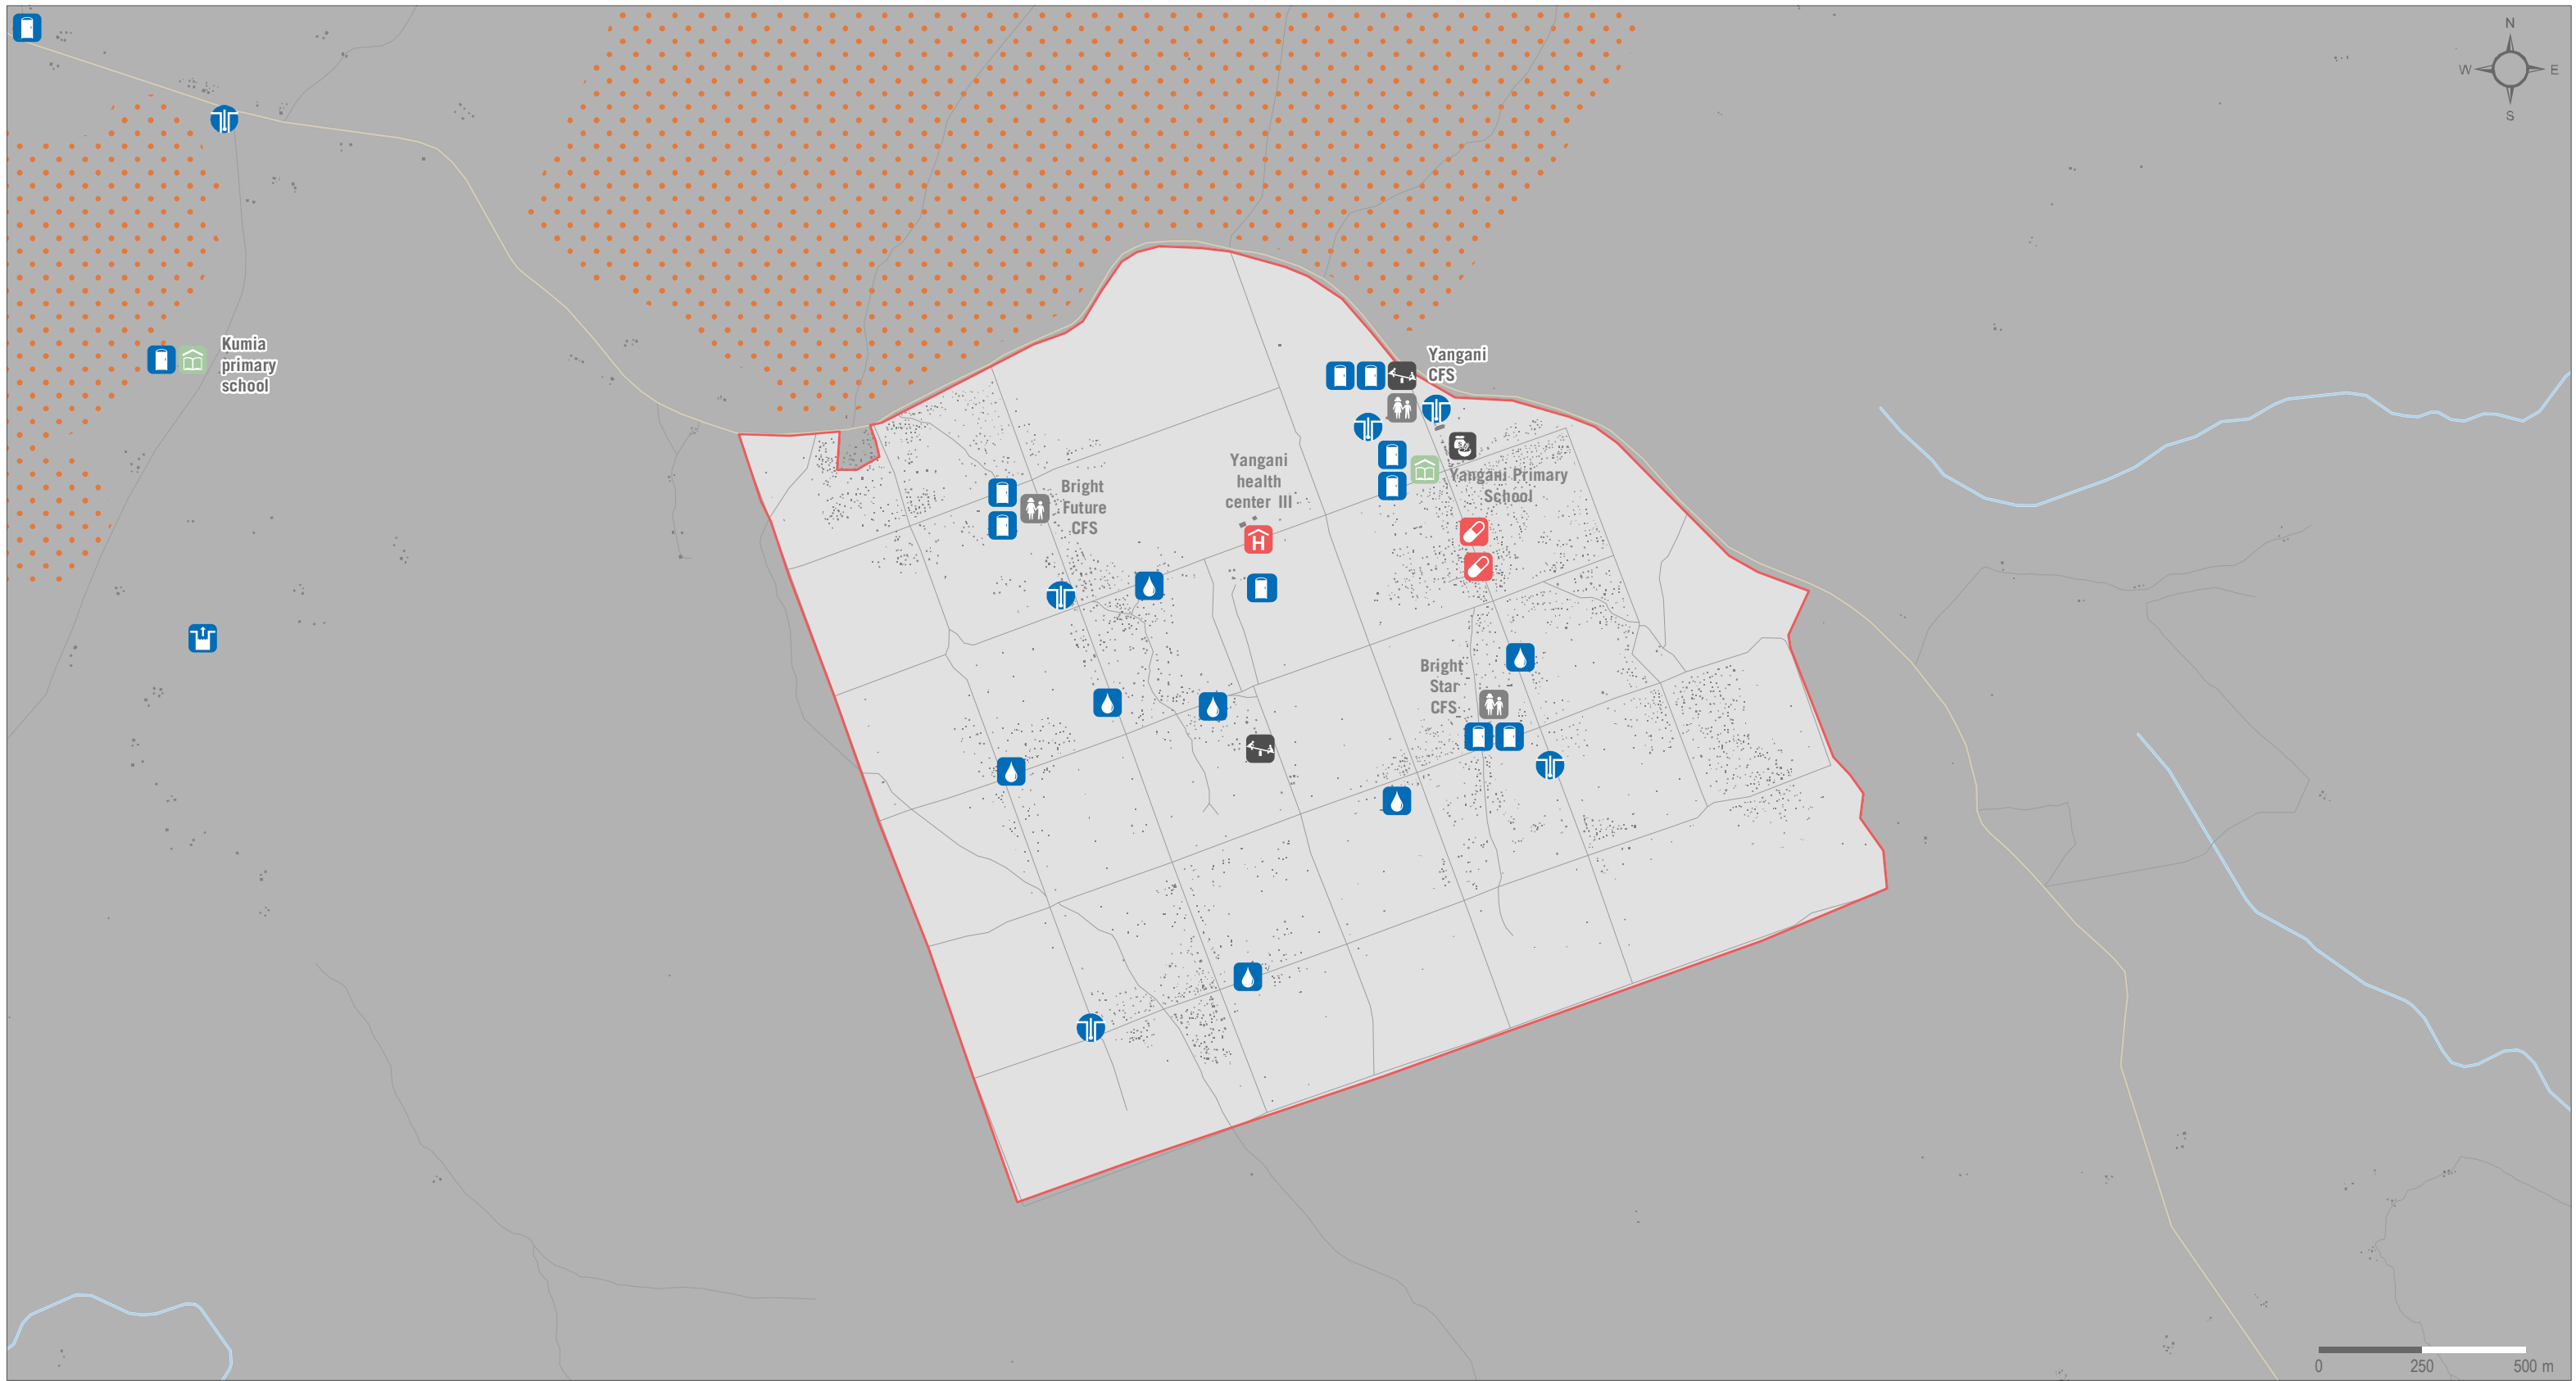 N
W
E
S
Kumia
primary
school
Yangani
CFS
Yangani
health
center III
Yangani Primary
School
Bright
Future
CFS
H
Bright
Star
CFS
0 250 500 m